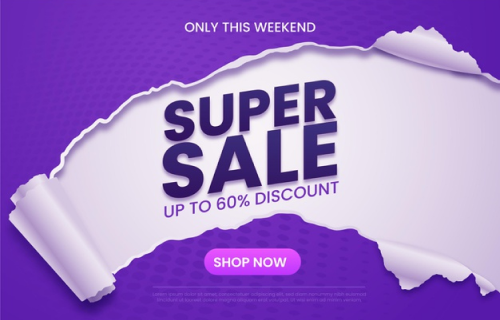 ONLY THIS WEEKEND
SUPER
SALE
UP TO 60% DISCOUNT
SHOP NOW